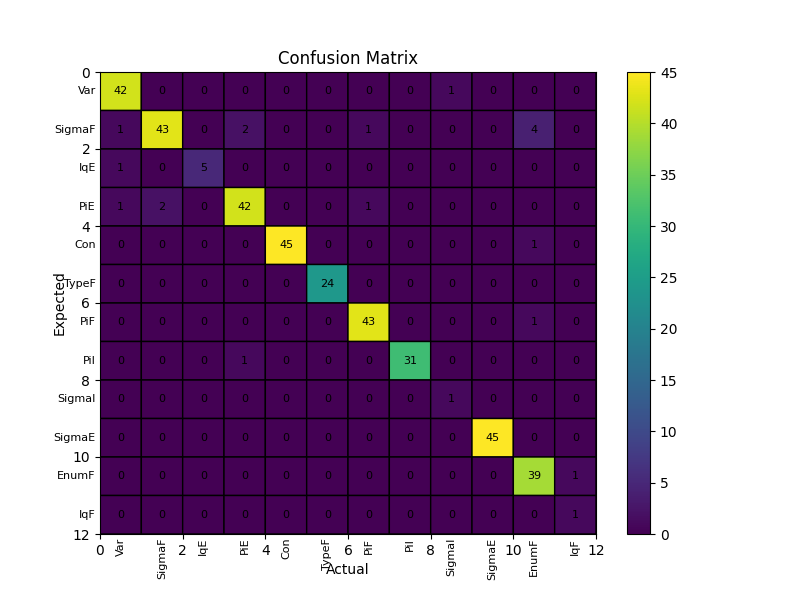 Confusion Matrix
0
Var 42 0 0 0 0 0 0 0 1 0 0 0
SigmaF 1 43 0 2 0 0 1 0 0 0 4 0
2
IqE 1 0 5 0 0 0 0 0 0 0 0 0
PiE 1 2 0 42 0 0 1 0 0 0 0 0
4
Con 0 0 0 0 45 0 0 0 0 0 1 0
TypeF 0 0 0 0 0 24 0 0 0 0 0 0
6
PiF 0 0 0 0 0 0 43 0 0 0 1 0
PiI 0 0 0 1 0 0 0 31 0 0 0 0
8
SigmaI 0 0 0 0 0 0 0 0 1 0 0 0
SigmaE 0 0 0 0 0 0 0 0 0 45 0 0
10
EnumF 0 0 0 0 0 0 0 0 0 0 39 1
IqF 0 0 0 0 0 0 0 0 0 0 0 1
12
Expected
0 2 4 6 8 10 12
Var SigmaF IqE PiE Con TypeF PiF PiI SigmaI SigmaE EnumF IqF
Actual
45
40
35
30
25
20
15
10
5
0